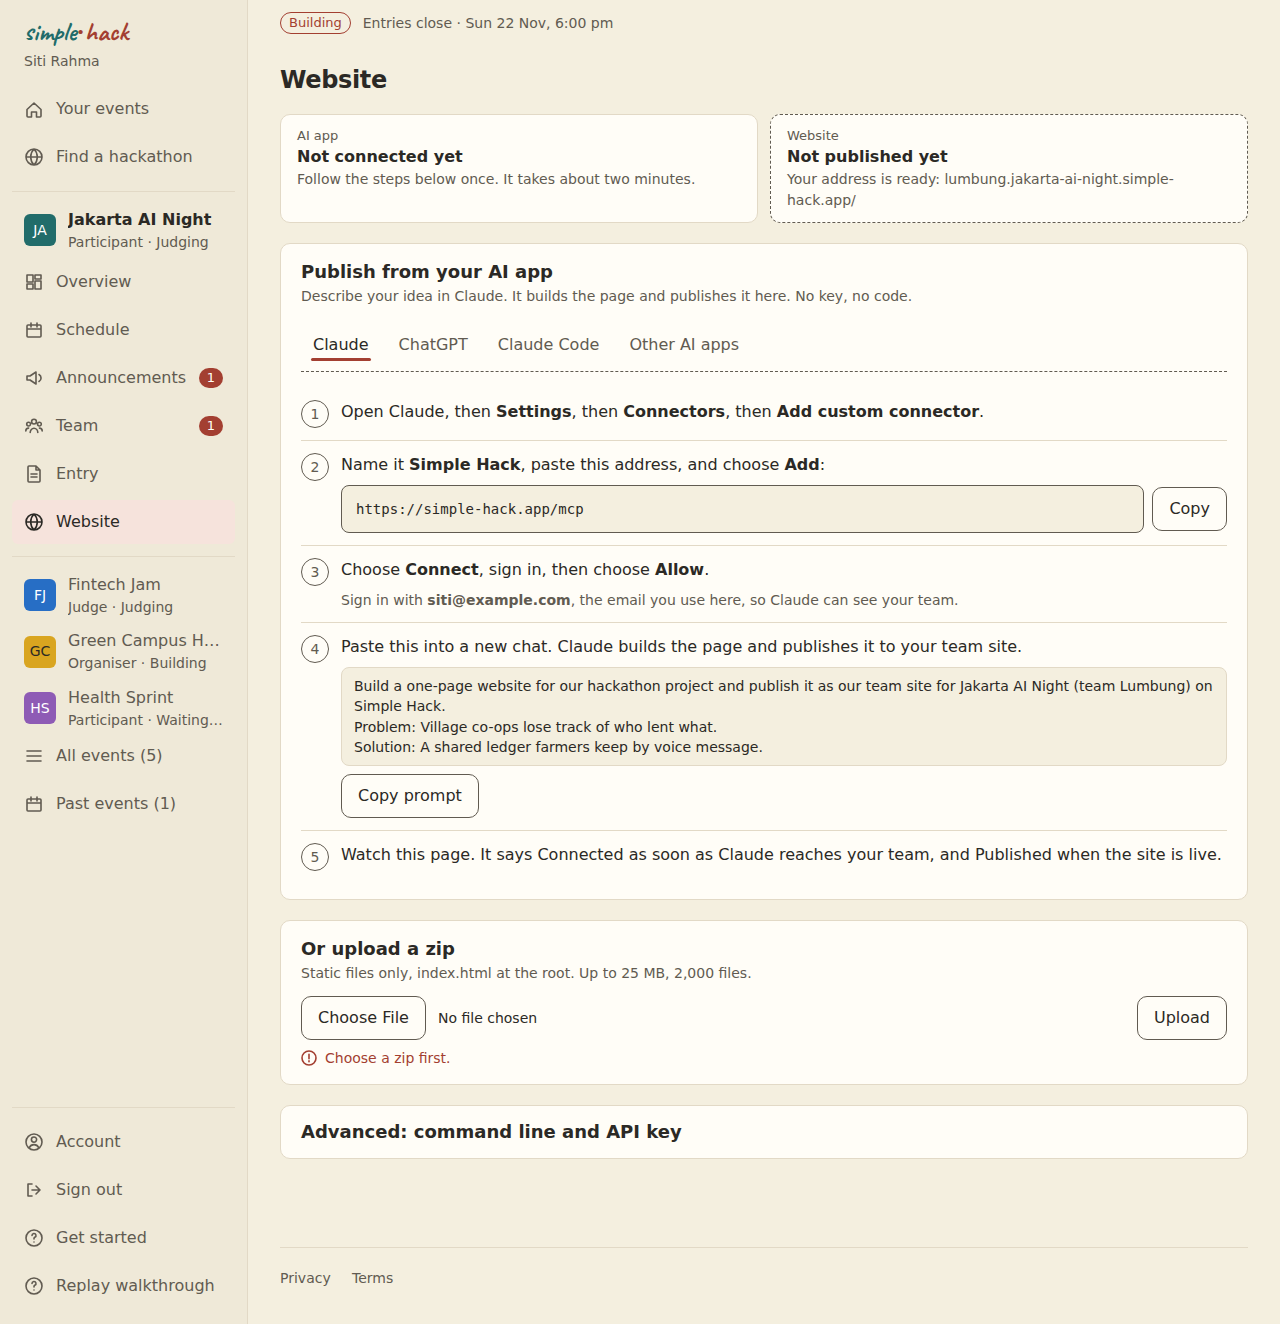 simple·hack
Siti Rahma
Your events
Find a hackathon
JA
Jakarta AI Night
Participant · Judging
Overview
Schedule
Announcements 1
Team 1
Entry
Website
FJ
Fintech Jam
Judge · Judging
GC
Green Campus H…
Organiser · Building
HS
Health Sprint
Participant · Waiting…
All events (5)
Past events (1)
Account
Sign out
Get started
Replay walkthrough
Building Entries close · Sun 22 Nov, 6:00 pm
Website
AI app
Not connected yet
Follow the steps below once. It takes about two minutes.
Website
Not published yet
Your address is ready: lumbung.jakarta-ai-night.simple-
hack.app/
Publish from your AI app
Describe your idea in Claude. It builds the page and publishes it here. No key, no code.
Claude ChatGPT Claude Code Other AI apps
1 Open Claude, then Settings, then Connectors, then Add custom connector.
2 Name it Simple Hack, paste this address, and choose Add:
https://simple-hack.app/mcp Copy
3 Choose Connect, sign in, then choose Allow.
Sign in with siti@example.com, the email you use here, so Claude can see your team.
4 Paste this into a new chat. Claude builds the page and publishes it to your team site.
Build a one-page website for our hackathon project and publish it as our team site for Jakarta AI Night (team Lumbung) on
Simple Hack.
Problem: Village co-ops lose track of who lent what.
Solution: A shared ledger farmers keep by voice message.
Copy prompt
5 Watch this page. It says Connected as soon as Claude reaches your team, and Published when the site is live.
Or upload a zip
Static files only, index.html at the root. Up to 25 MB, 2,000 files.
Choose File No file chosen Upload
Choose a zip first.
Advanced: command line and API key
Privacy Terms